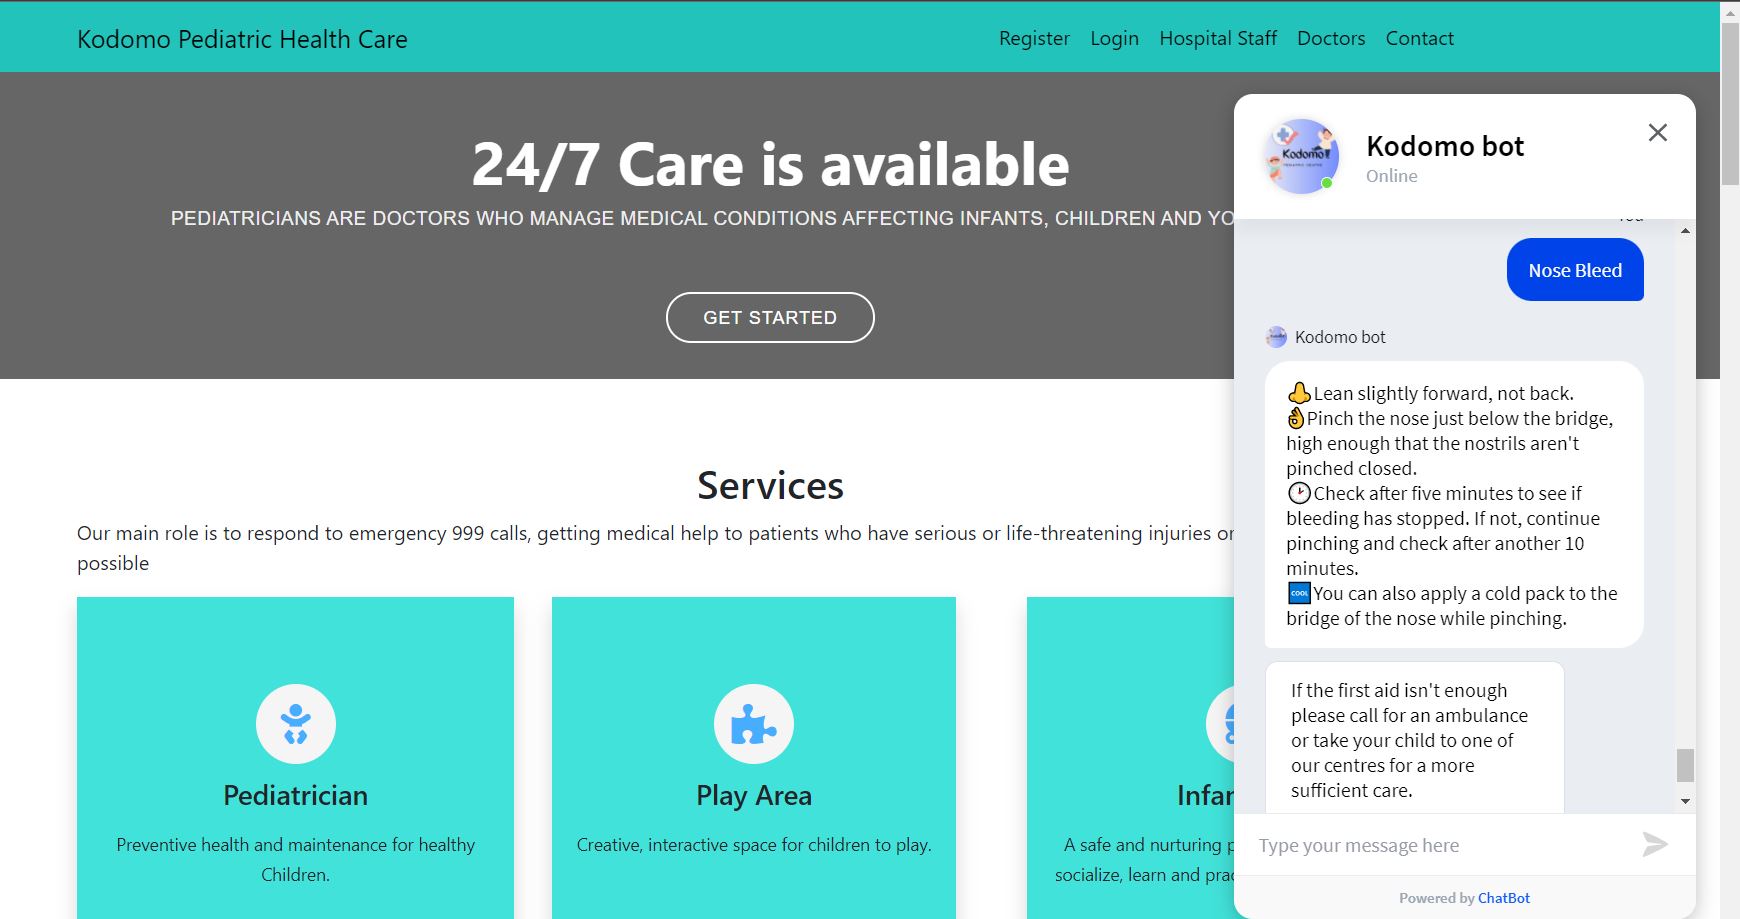 Kodomo Pediatric Health Care
Register Login Hospital Staff Doctors Contact
24/7 Care is available
PEDIATRICIANS ARE DOCTORS WHO MANAGE MEDICAL CONDITIONS AFFECTING INFANTS, CHILDREN AND YO
GET STARTED
Services
Our main role is to respond to emergency 999 calls, getting medical help to patients who have serious or life-threatening injuries or
possible
Pediatrician
Preventive health and maintenance for healthy
Children.
Play Area
Creative, interactive space for children to play.
Infan
A safe and nurturing p
socialize, learn and prac
Kodomo
Kodomo bot
Online
You
Nose Bleed
Kodomo bot
Lean slightly forward, not back.
Pinch the nose just below the bridge,
high enough that the nostrils aren't
pinched closed.
Check after five minutes to see if
bleeding has stopped. If not, continue
pinching and check after another 10
minutes.
COOL You can also apply a cold pack to the
bridge of the nose while pinching.
If the first aid isn't enough
please call for an ambulance
or take your child to one of
our centres for a more
sufficient care.
Type your message here
Powered by ChatBot